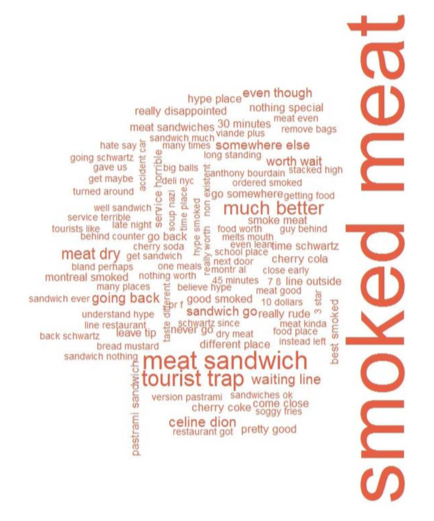 smoked meat
even though
hype place
really disappointed
nothing special
meat even
meat sandwiches
30 minutes
viande plus
remove bags
sandwich much
hate say
accident car
many times
somewhere else
going schwartz
service horrible
long standing
worth wait
gave us
big balls
non existent
anthony bourdain
stacked high
get maybe
deli nyc
ordered smoked
turned around
soup nazi
time place
go somewhere
getting food
well sandwich
hype smoked
much better
service terrible
late night
smoke meat
tourists like
really worth
food worth
guy behind
behind counter
go back
melts mouth
cherry soda
even lean
time schwartz
meat dry
get sandwich
school place
next door
cherry cola
bland perhaps
one meals
montr al
close early
montreal smoked
nothing worth
45 minutes
7 8
line outside
many places
taste different
believe hype
meat good
sandwich ever
going back
pr f
good smoked
10 dollars
3 star
understand hype
sandwich go
really rude
best smoked
line restaurant
schwartz since
meat kinda
back schwartz
leave tip
never go
dry meat
food place
bread mustard
different place
instead left
sandwich nothing
meat sandwich
pastrami sandwich
tourist trap
waiting line
version pastrami
sandwiches ok
cherry coke
come close
soggy fries
celine dion
restaurant got
pretty good